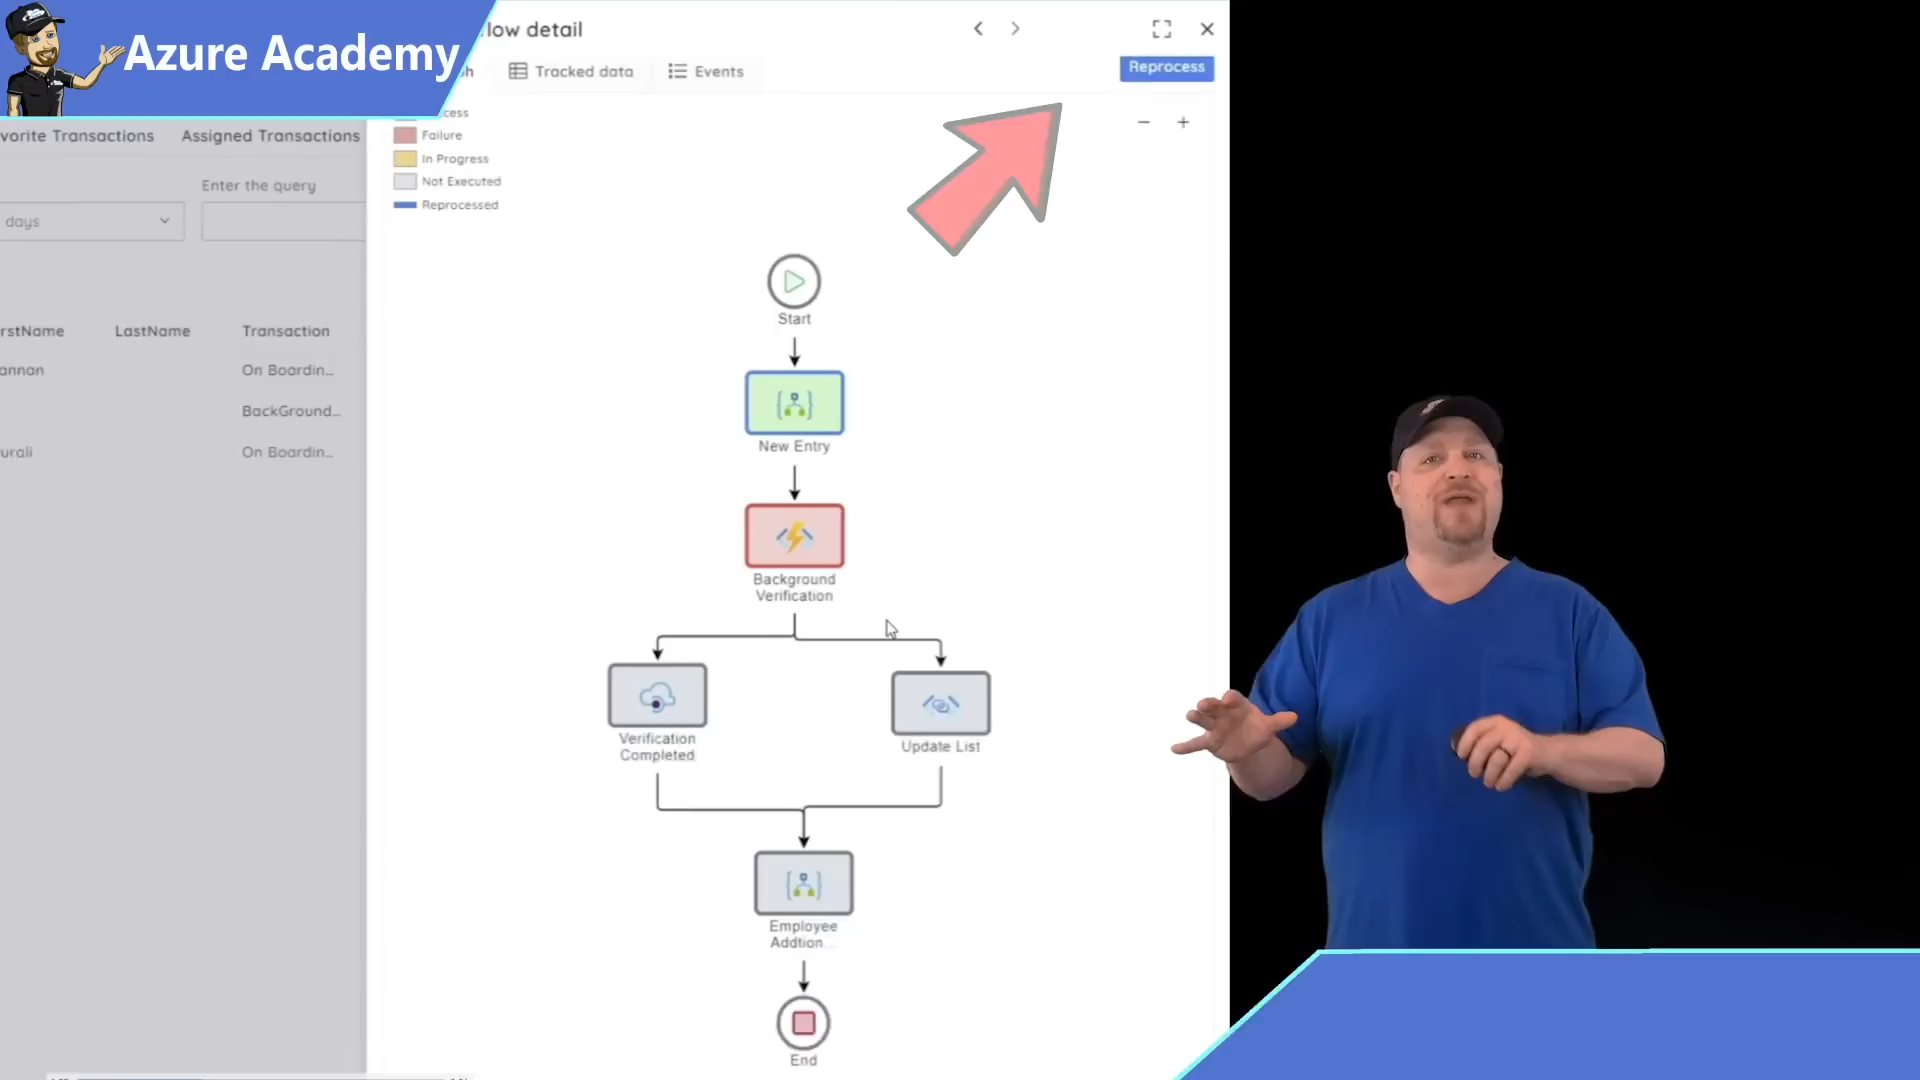 Azure Academy
low detail
Tracked data
Events
Reprocess
Failure
In Progress
Not Executed
Reprocessed
vorite Transactions
Assigned Transactions
Enter the query
days
rstName
LastName
Transaction
annan
On Boardin...
BackGround...
urali
On Boardin...
Start
New Entry
Background
Verification
Verification
Completed
Update List
Employee
Addtion...
End